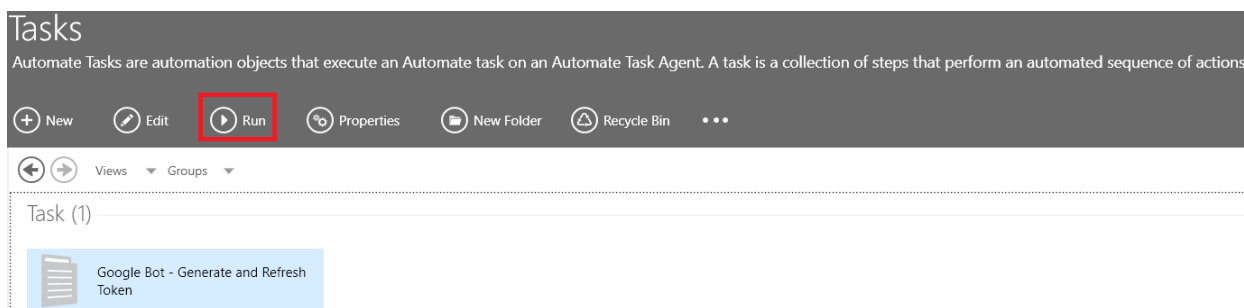 Tasks
Automate Tasks are automation objects that execute an Automate task on an Automate Task Agent. A task is a collection of steps that perform an automated sequence of actions
New Edit Run Properties New Folder Recycle Bin
Views Groups
Task (1)
Google Bot - Generate and Refresh
Token